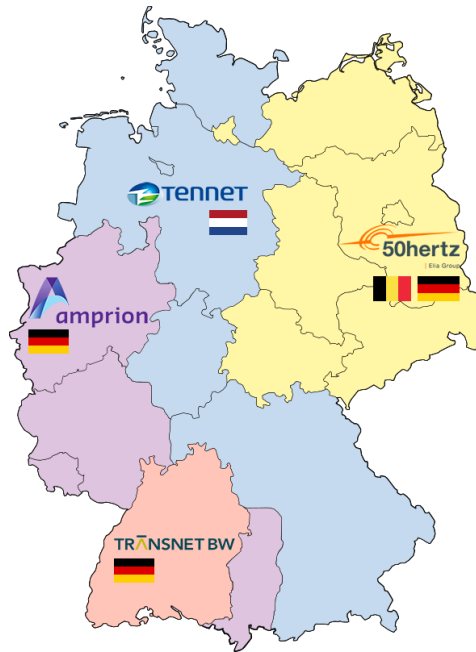 TENNET
50hertz
| Elia Group
amprion
TRANSNET BW